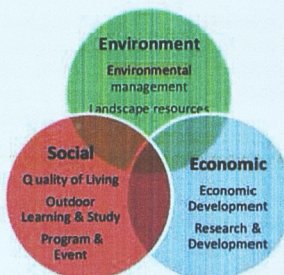 Environment
Environmental
management
Landscape resources
Social
Quality of Living
Outdoor
Learning & Study
Program &
Event
Economic
Economic
Development
Research &
Development